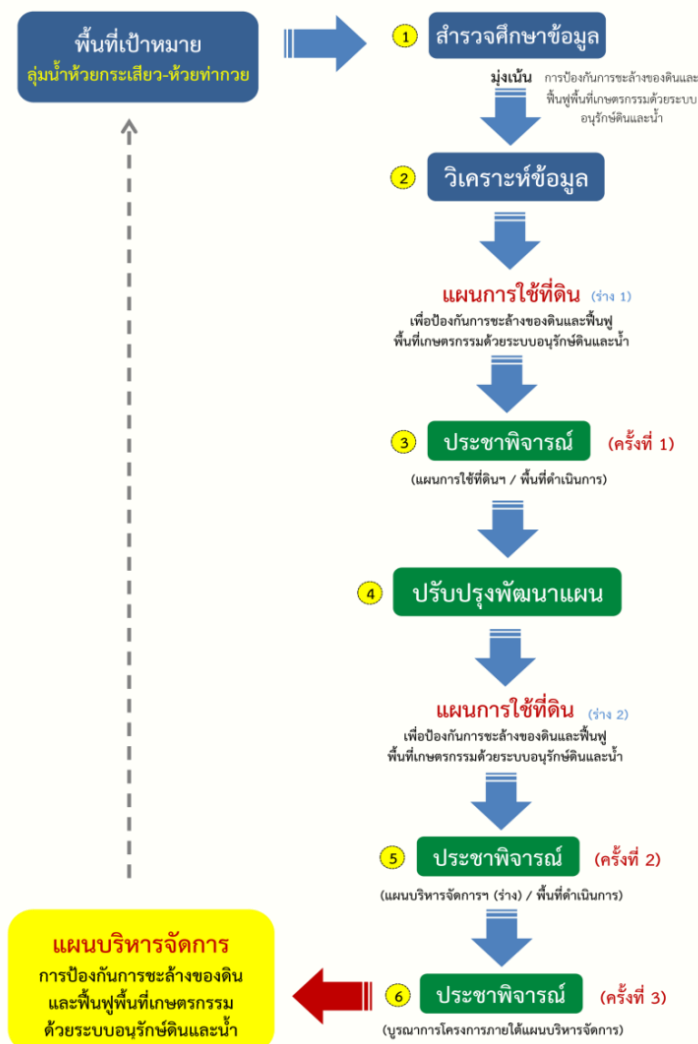 พื้นที่เป้าหมาย
ลุ่มน้ำห้วยกระเสียว-ห้วยท่ากวย
1 สำรวจศึกษาข้อมูล
มุ่งเน้น การป้องกันการชะล้างของดินและ
ฟื้นฟูพื้นที่เกษตรกรรมด้วยระบบ
อนุรักษ์ดินและน้ำ
2 วิเคราะห์ข้อมูล
แผนการใช้ที่ดิน (ร่าง 1)
เพื่อป้องกันการชะล้างของดินและฟื้นฟู
พื้นที่เกษตรกรรมด้วยระบบอนุรักษ์ดินและน้ำ
3 ประชาพิจารณ์ (ครั้งที่ 1)
(แผนการใช้ที่ดินฯ / พื้นที่ดำเนินการ)
4 ปรับปรุงพัฒนาแผน
แผนการใช้ที่ดิน (ร่าง 2)
เพื่อป้องกันการชะล้างของดินและฟื้นฟู
พื้นที่เกษตรกรรมด้วยระบบอนุรักษ์ดินและน้ำ
5 ประชาพิจารณ์ (ครั้งที่ 2)
(แผนบริหารจัดการฯ (ร่าง) / พื้นที่ดำเนินการ)
6 ประชาพิจารณ์ (ครั้งที่ 3)
(บูรณาการโครงการภายใต้แผนบริหารจัดการ)
แผนบริหารจัดการ
การป้องกันการชะล้างของดิน
และฟื้นฟูพื้นที่เกษตรกรรม
ด้วยระบบอนุรักษ์ดินและน้ำ